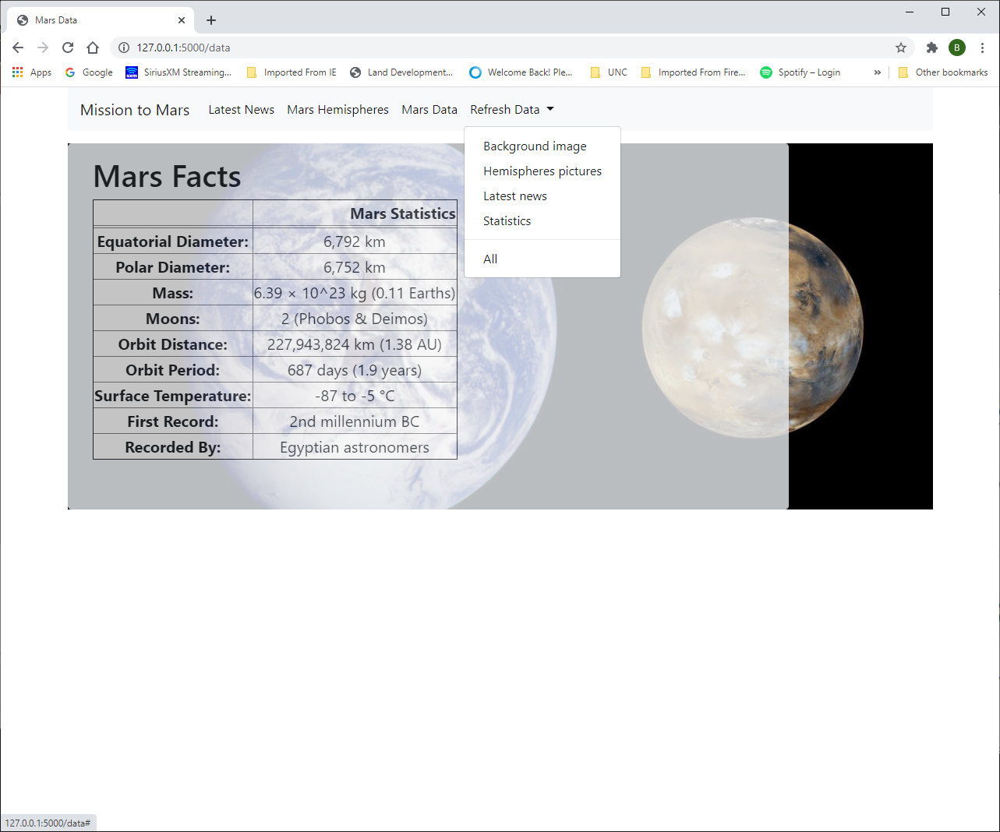 Mars Data
127.0.0.1:5000/data
Apps Google SiriusXM Streaming... Imported From IE Land Development... Welcome Back! Ple... UNC Imported From Fire... Spotify – Login » Other bookmarks
B
sxm
Mission to Mars Latest News Mars Hemispheres Mars Data Refresh Data
Background image
Hemispheres pictures
Latest news
Statistics
All
Mars Facts
Mars Statistics
Equatorial Diameter: 6,792 km
Polar Diameter: 6,752 km
Mass: 6.39 × 10^23 kg (0.11 Earths)
Moons: 2 (Phobos & Deimos)
Orbit Distance: 227,943,824 km (1.38 AU)
Orbit Period: 687 days (1.9 years)
Surface Temperature: -87 to -5 °C
First Record: 2nd millennium BC
Recorded By: Egyptian astronomers
127.0.0.1:5000/data#